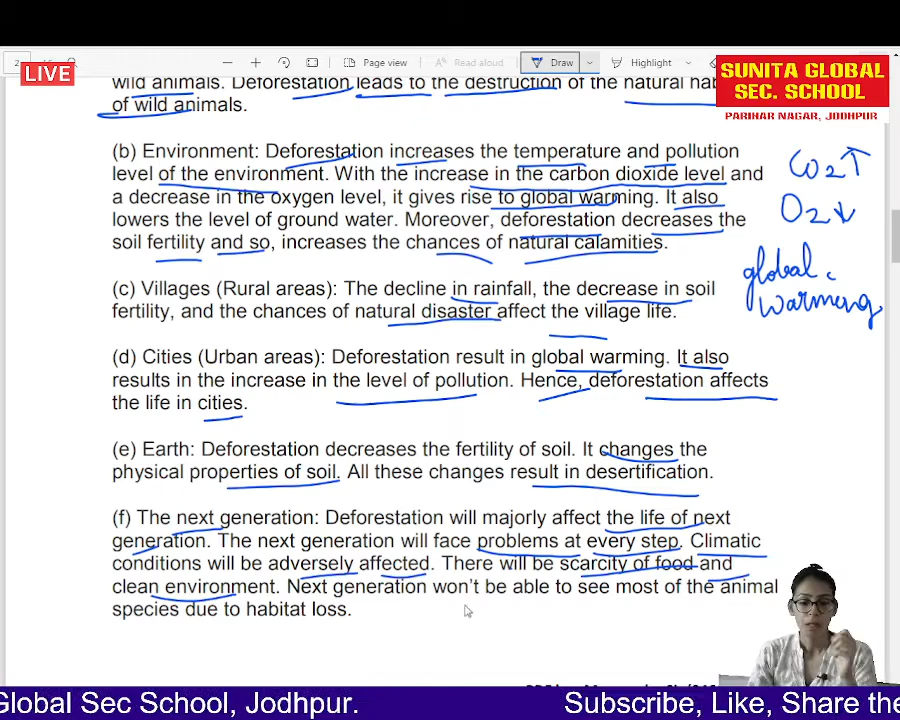 2
Page view
Read aloud
Draw
Highlight
LIVE
SUNITA GLOBAL
SEC. SCHOOL
PARIHAR NAGAR, JODHPUR
wild animals. Deforestation leads to the destruction of the natural
of wild animals.
(b) Environment: Deforestation increases the temperature and pollution
level of the environment. With the increase in the carbon dioxide level and
a decrease in the oxygen level, it gives rise to global warming. It also
lowers the level of ground water. Moreover, deforestation decreases the
soil fertility and so, increases the chances of natural calamities.
CO2↑
O2↓
global
warming
(c) Villages (Rural areas): The decline in rainfall, the decrease in soil
fertility, and the chances of natural disaster affect the village life.
(d) Cities (Urban areas): Deforestation result in global warming. It also
results in the increase in the level of pollution. Hence, deforestation affects
the life in cities.
(e) Earth: Deforestation decreases the fertility of soil. It changes the
physical properties of soil. All these changes result in desertification.
(f) The next generation: Deforestation will majorly affect the life of next
generation. The next generation will face problems at every step. Climatic
conditions will be adversely affected. There will be scarcity of food and
clean environment. Next generation won't be able to see most of the animal
species due to habitat loss.
Global Sec School, Jodhpur. Subscribe, Like, Share the